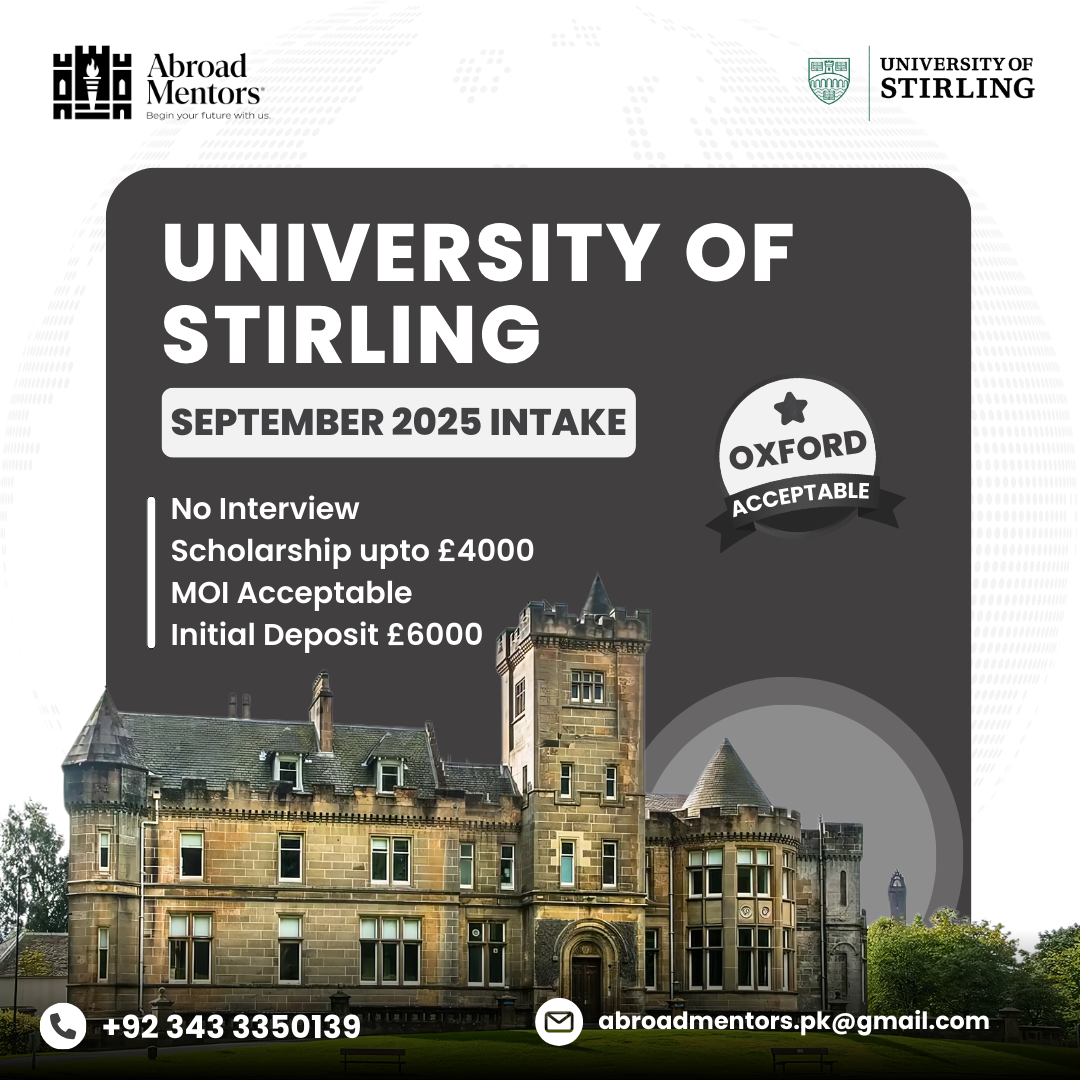 Abroad
Mentors
Begin your future with us.
UNIVERSITY OF
STIRLING
UNIVERSITY OF
STIRLING
SEPTEMBER 2025 INTAKE
OXFORD
ACCEPTABLE
No Interview
Scholarship upto £4000
MOI Acceptable
Initial Deposit £6000
+92 343 3350139
abroadmentors.pk@gmail.com